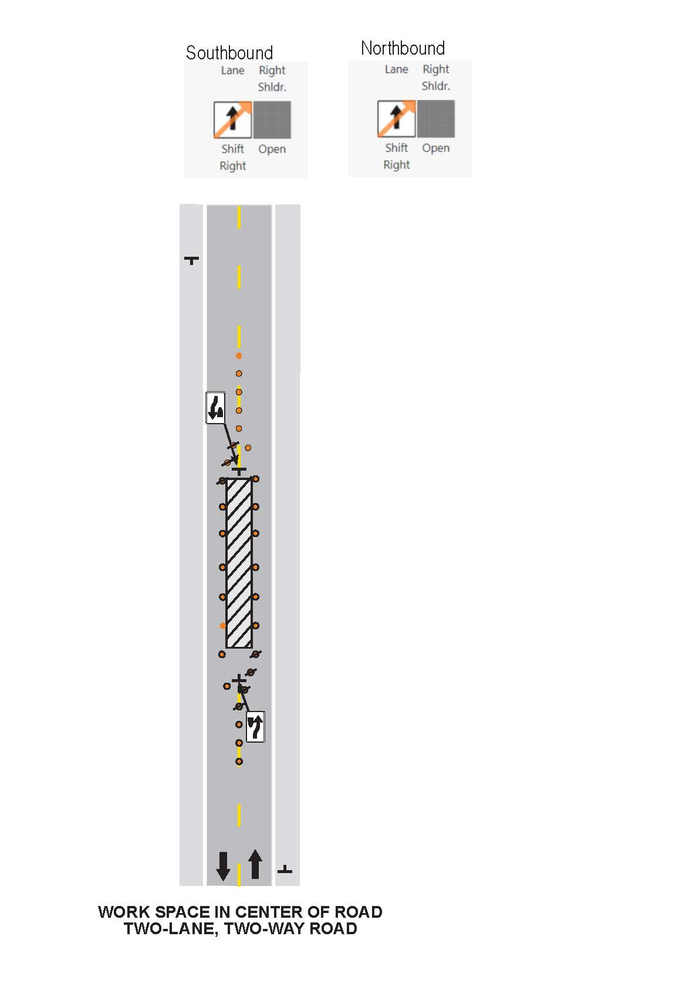 Southbound
Lane Right
Shldr.
Shift Open
Right
Northbound
Lane Right
Shldr.
Shift Open
Right
WORK SPACE IN CENTER OF ROAD
TWO-LANE, TWO-WAY ROAD